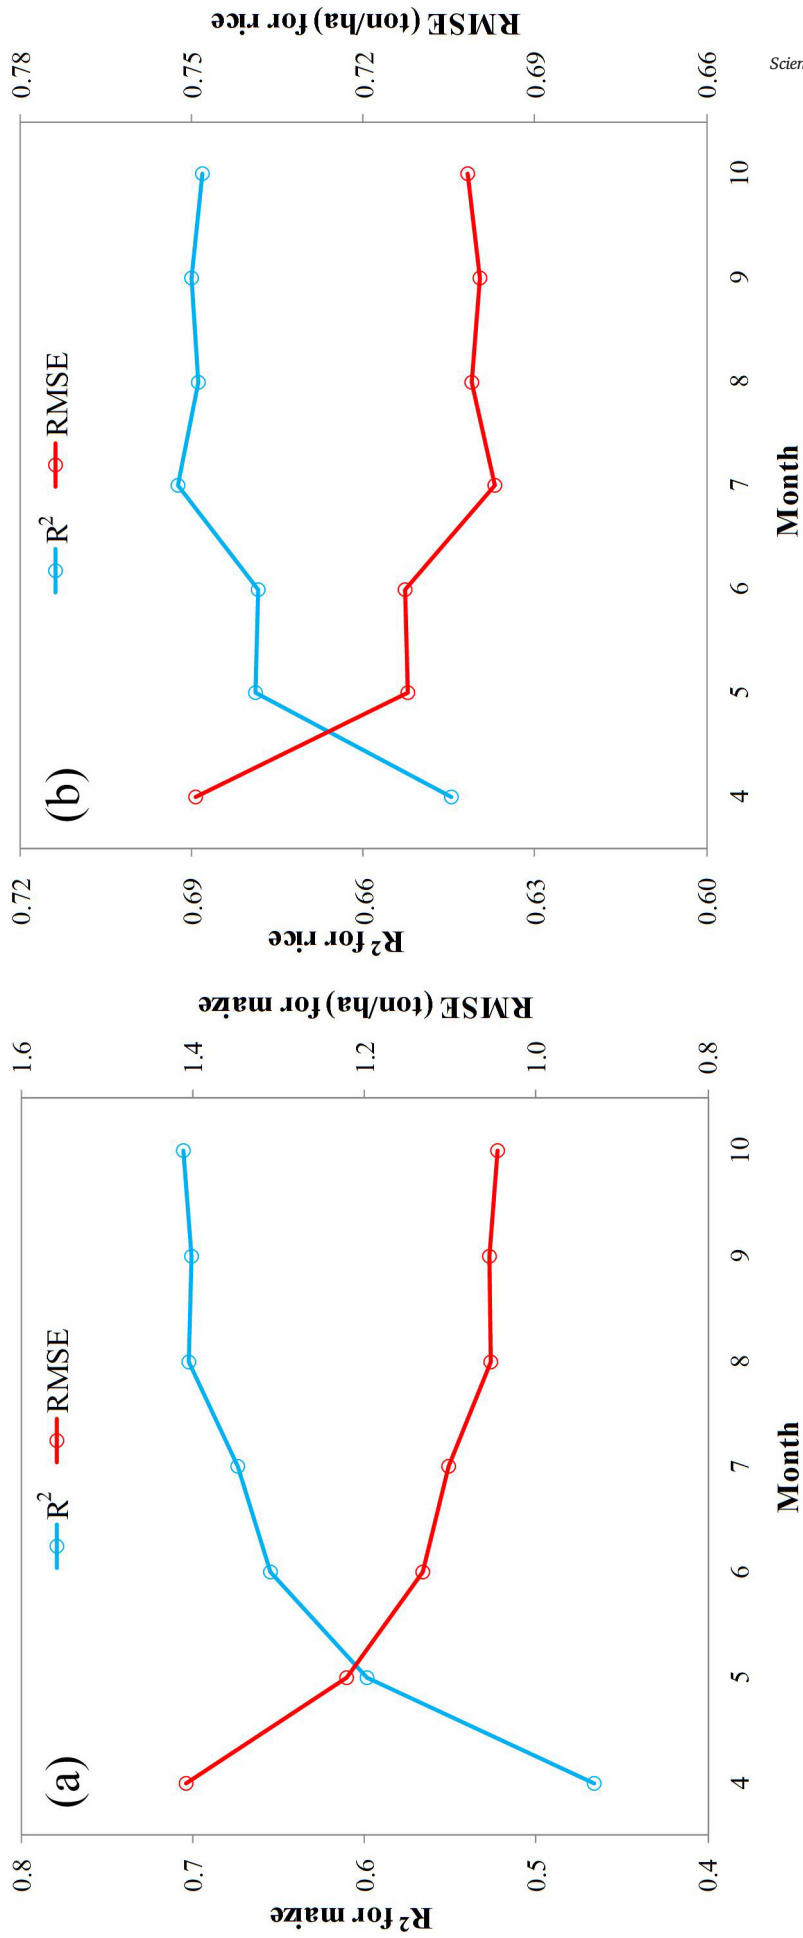 (a)
R² RMSE
0.8
0.7
0.6
0.5
0.4
R² for maize
1.6
1.4
1.2
1.0
0.8
RMSE (ton/ha) for maize
4 5 6 7 8 9 10
Month
(b)
R² RMSE
0.72
0.69
0.66
0.63
0.60
R² for rice
0.78
0.75
0.72
0.69
0.66
RMSE (ton/ha) for rice
4 5 6 7 8 9 10
Month
Scien